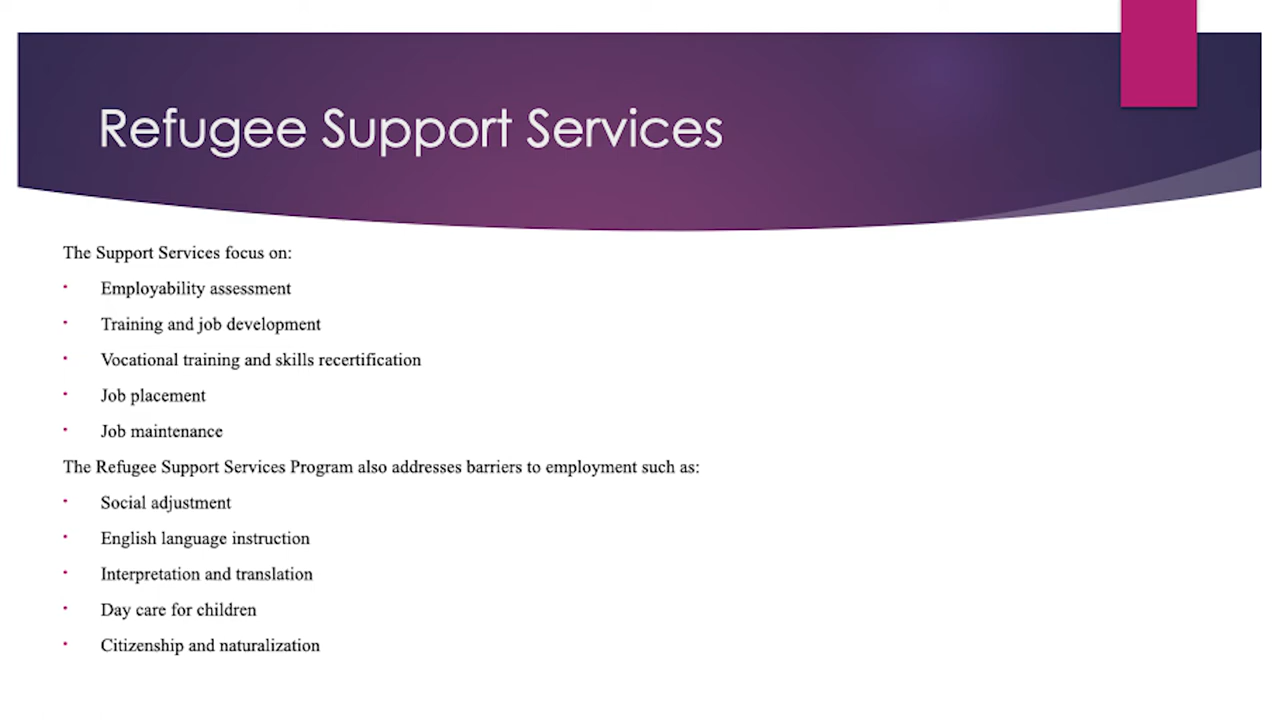 Refugee Support Services
The Support Services focus on:
· Employability assessment
· Training and job development
· Vocational training and skills recertification
· Job placement
· Job maintenance
The Refugee Support Services Program also addresses barriers to employment such as:
· Social adjustment
· English language instruction
· Interpretation and translation
· Day care for children
· Citizenship and naturalization